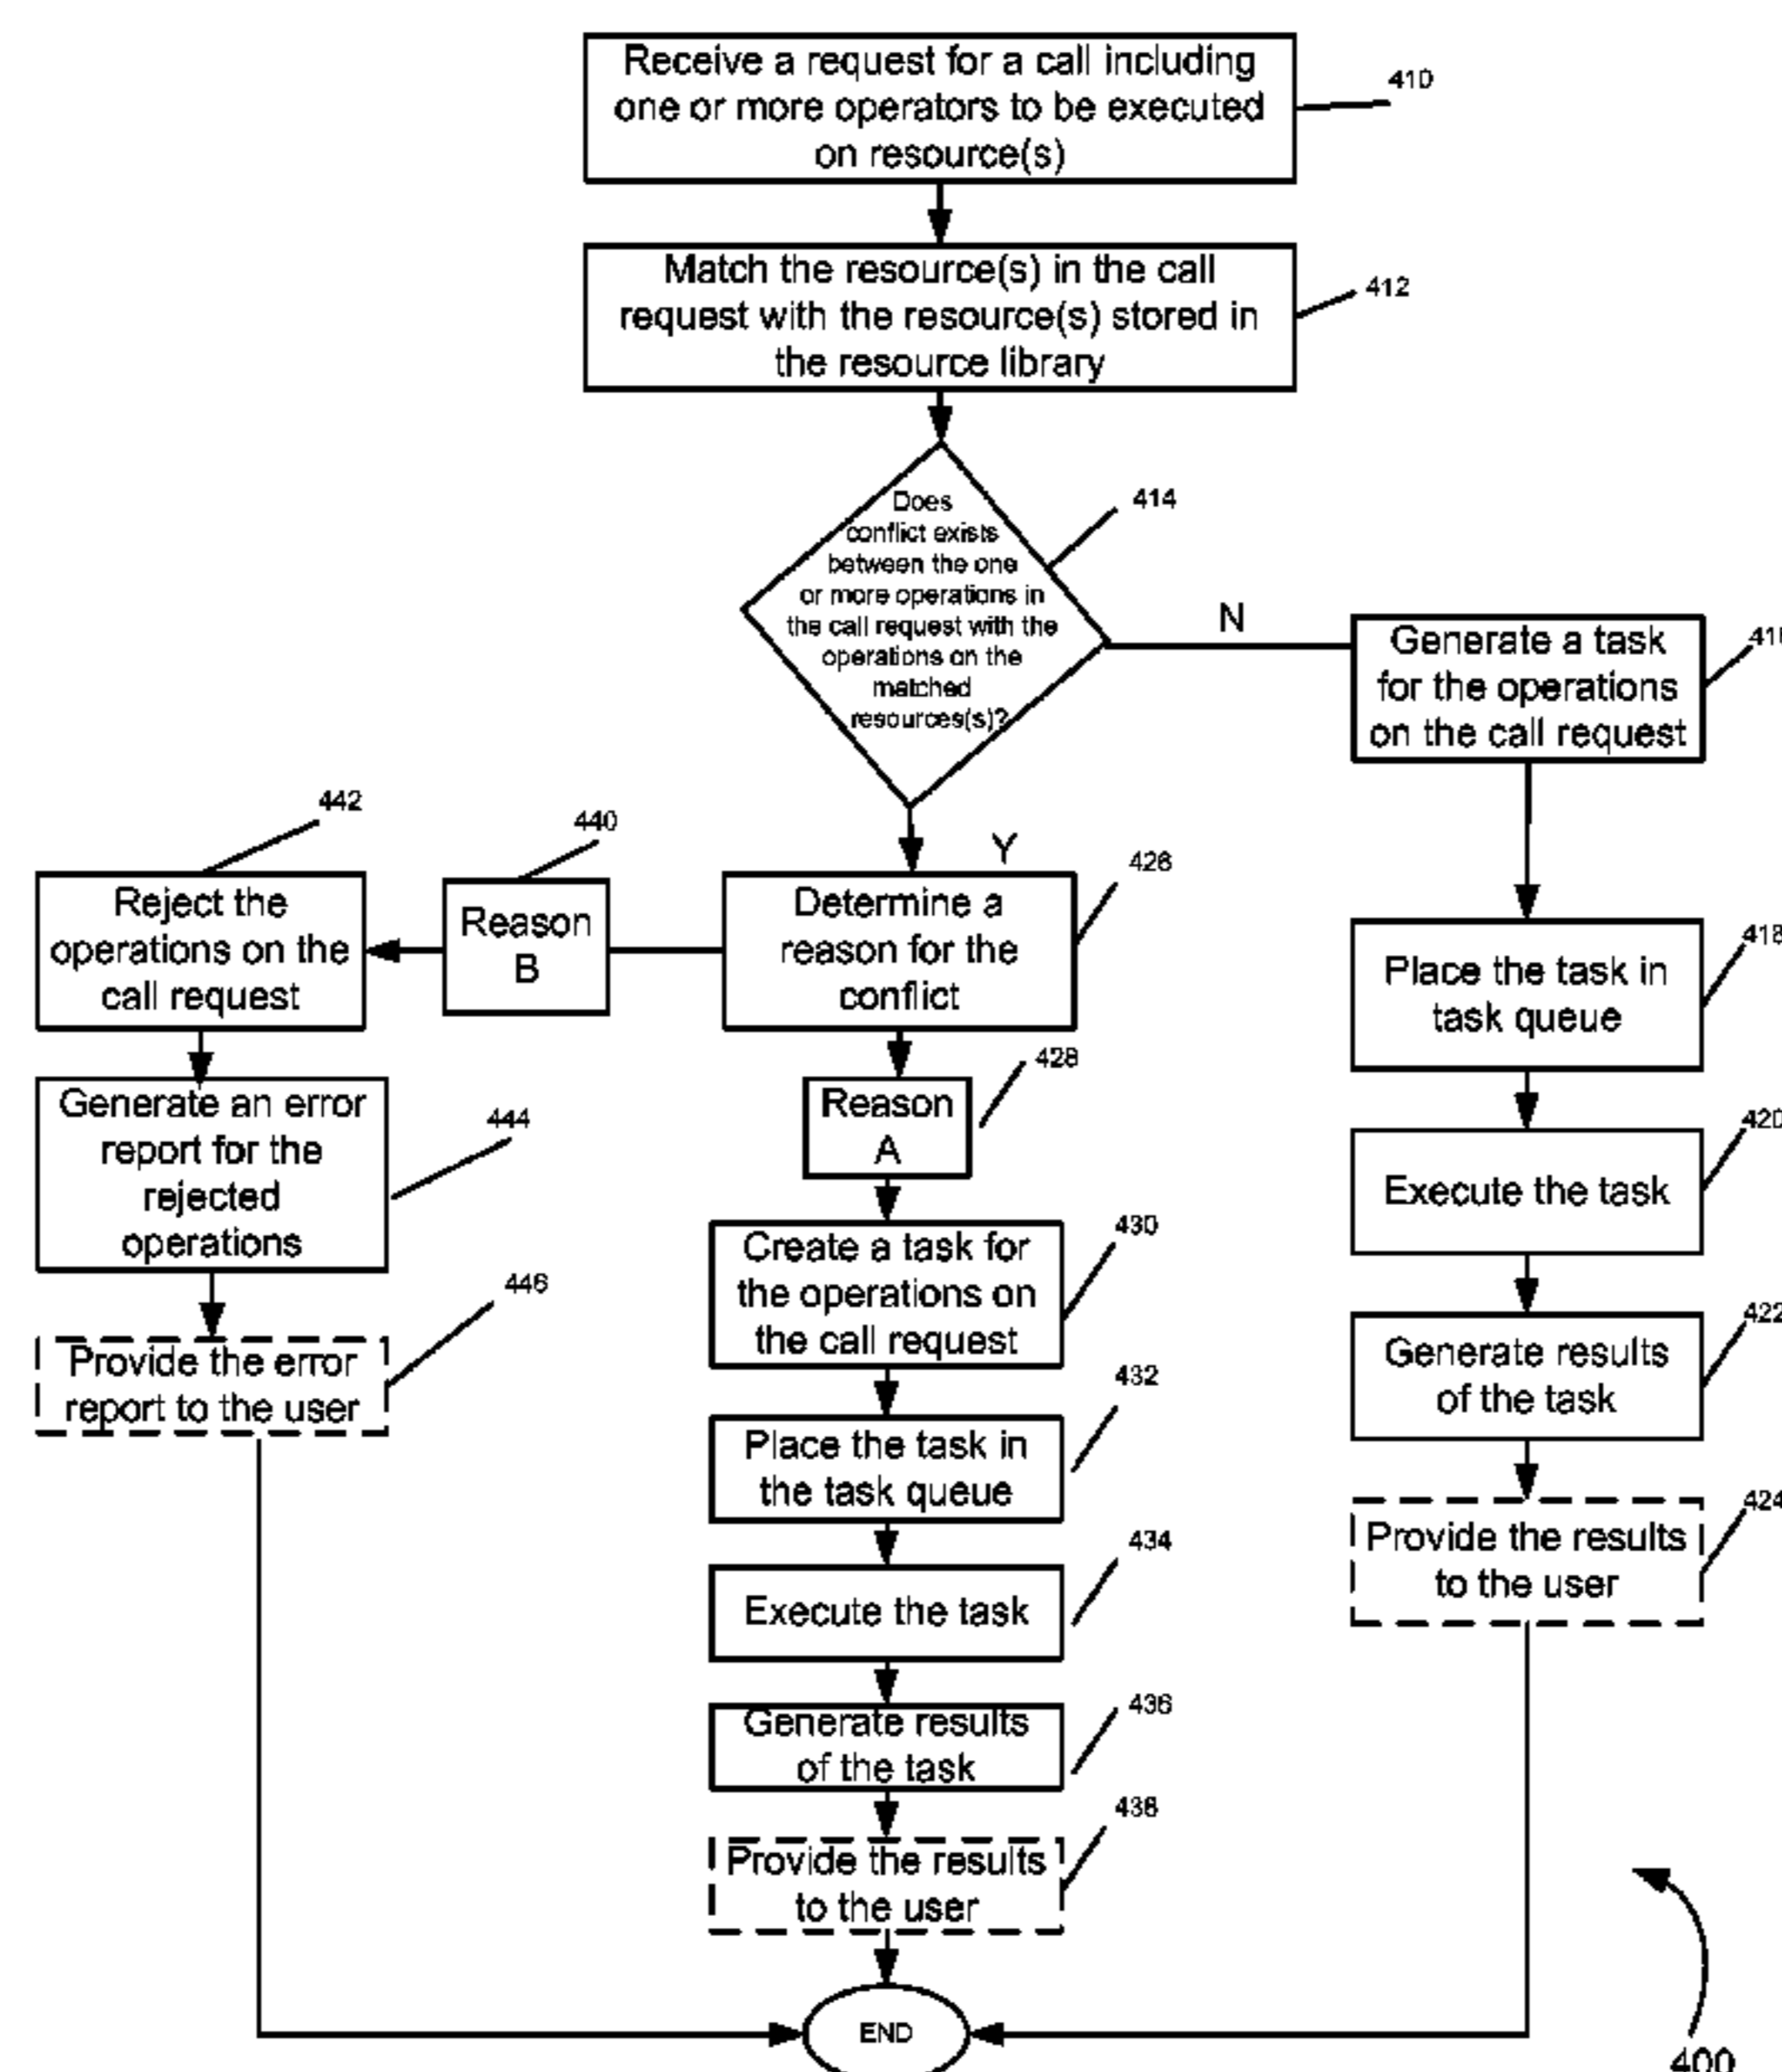 Receive a request for a call including
one or more operators to be executed
on resource(s)
410
Match the resource(s) in the call
request with the resource(s) stored in
the resource library
412
Does
conflict exists
between the one
or more operations in
the call request with the
operations on the
matched
resources(s)?
414
N
Generate a task
for the operations
on the call request
Y
442
440
426
Reject the
operations on the
call request
Reason
B
Determine a
reason for the
conflict
Place the task in
task queue
418
Generate an error
report for the
rejected
operations
444
Reason
A
428
Execute the task
420
Provide the error
report to the user
446
Create a task for
the operations on
the call request
430
Generate results
of the task
422
Place the task in
the task queue
432
Provide the results
to the user
424
Execute the task
434
Generate results
of the task
436
Provide the results
to the user
438
END
400